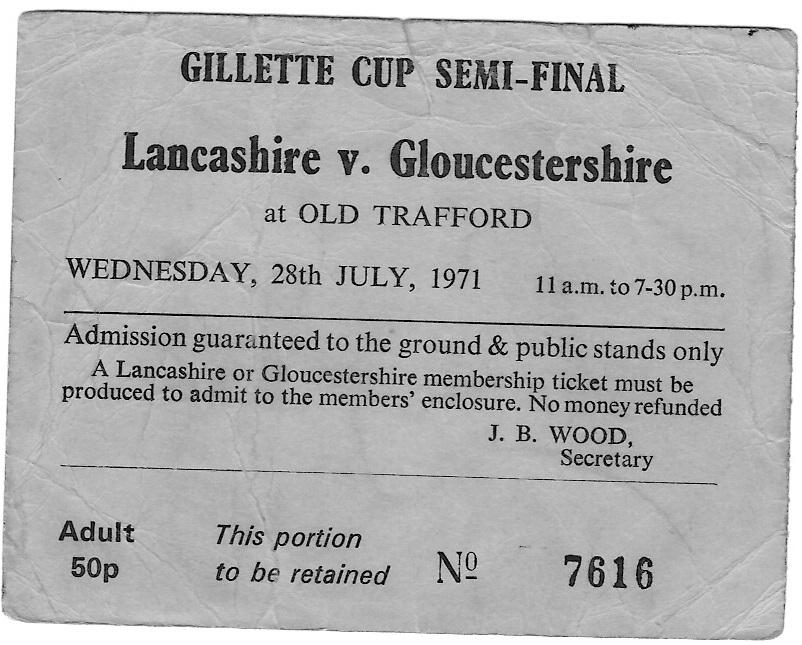 GILLETTE CUP SEMI-FINAL
Lancashire v. Gloucestershire
at OLD TRAFFORD
WEDNESDAY, 28th JULY, 1971 11 a.m. to 7-30 p.m.
Admission guaranteed to the ground & public stands only
A Lancashire or Gloucestershire membership ticket must be
produced to admit to the members' enclosure. No money refunded
J. B. WOOD,
Secretary
Adult This portion
50p to be retained Nº 7616